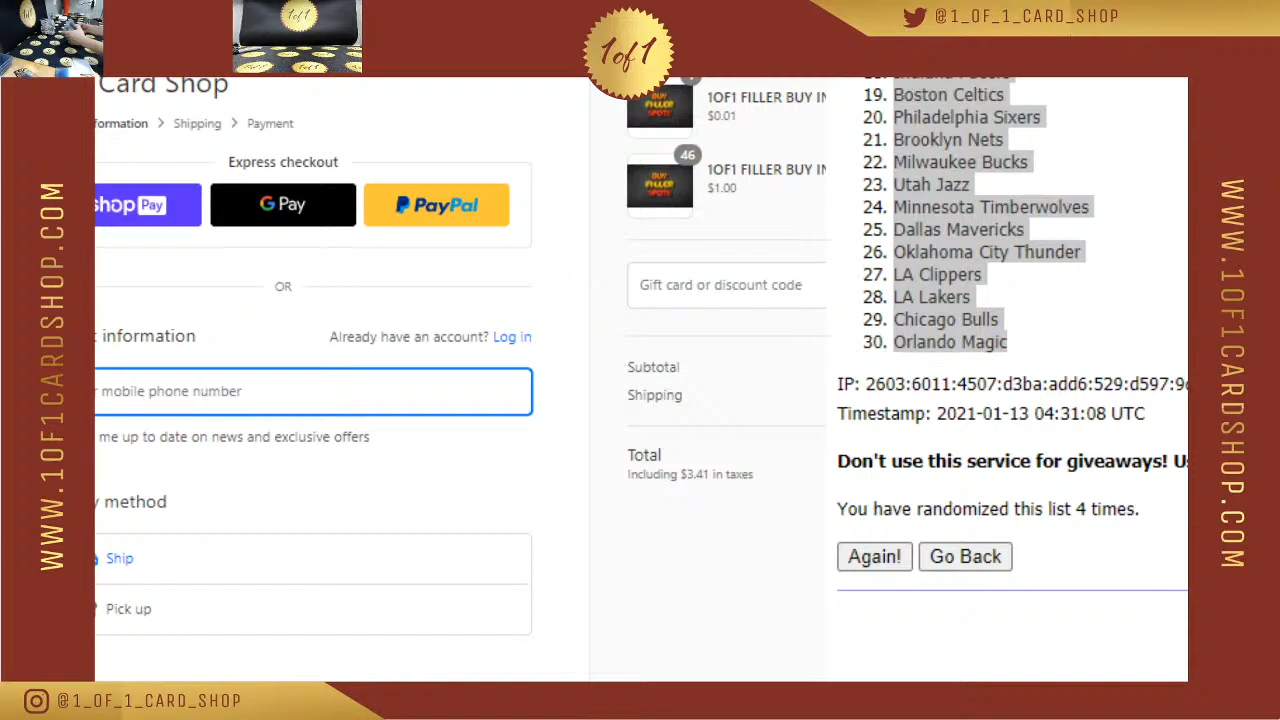 1of1
@1_OF_1_CARD_SHOP
WWW.1OF1CARDSHOP.COM
Card Shop
formation > Shipping > Payment
Express checkout
shop Pay
G Pay
PayPal
OR
information
Already have an account? Log in
mobile phone number
me up to date on news and exclusive offers
method
Ship
Pick up
1OF1 FILLER BUY IN
$0.01
46
BUY
FILLER
SPOTS
1OF1 FILLER BUY IN
$1.00
Gift card or discount code
Subtotal
Shipping
Total
Including $3.41 in taxes
19. Boston Celtics
20. Philadelphia Sixers
21. Brooklyn Nets
22. Milwaukee Bucks
23. Utah Jazz
24. Minnesota Timberwolves
25. Dallas Mavericks
26. Oklahoma City Thunder
27. LA Clippers
28. LA Lakers
29. Chicago Bulls
30. Orlando Magic
IP: 2603:6011:4507:d3ba:add6:529:d597:9
Timestamp: 2021-01-13 04:31:08 UTC
Don't use this service for giveaways! U
You have randomized this list 4 times.
Again! Go Back
WWW.1OF1CARDSHOP.COM
@1_OF_1_CARD_SHOP